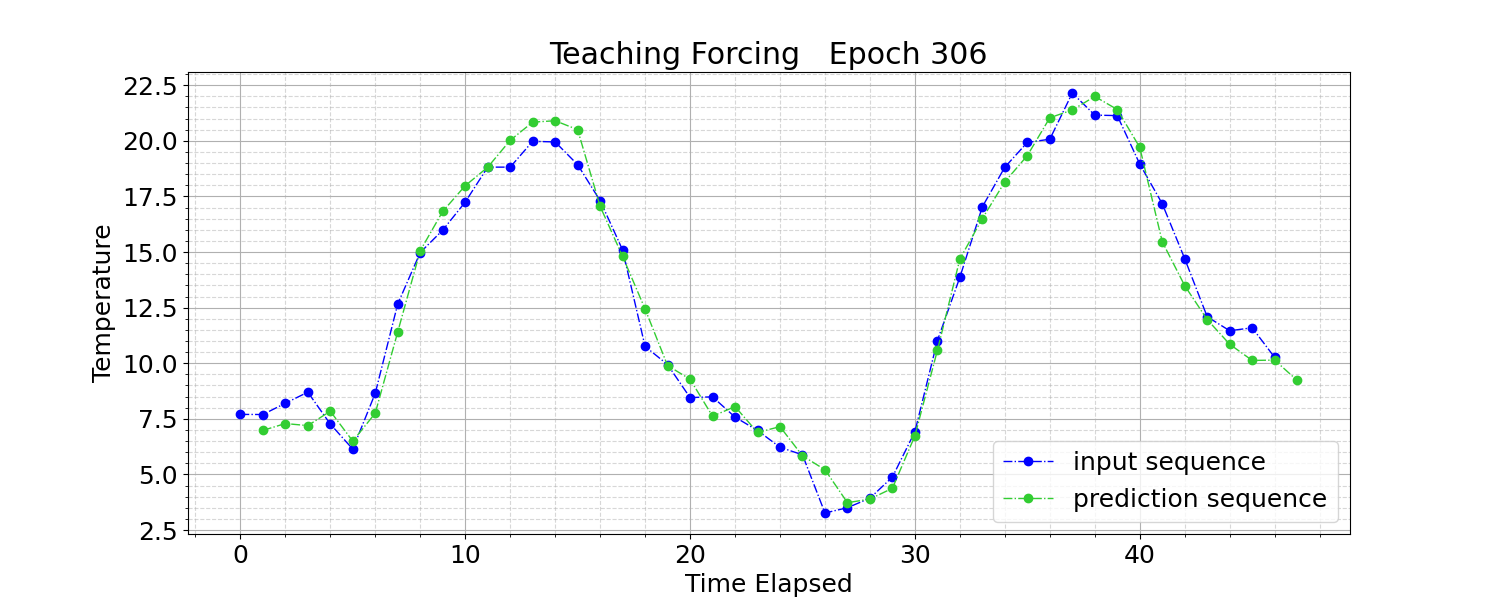 Teaching Forcing   Epoch 306
22.5
20.0
17.5
15.0
12.5
10.0
7.5
5.0
2.5
Temperature
0 10 20 30 40
Time Elapsed
input sequence
prediction sequence